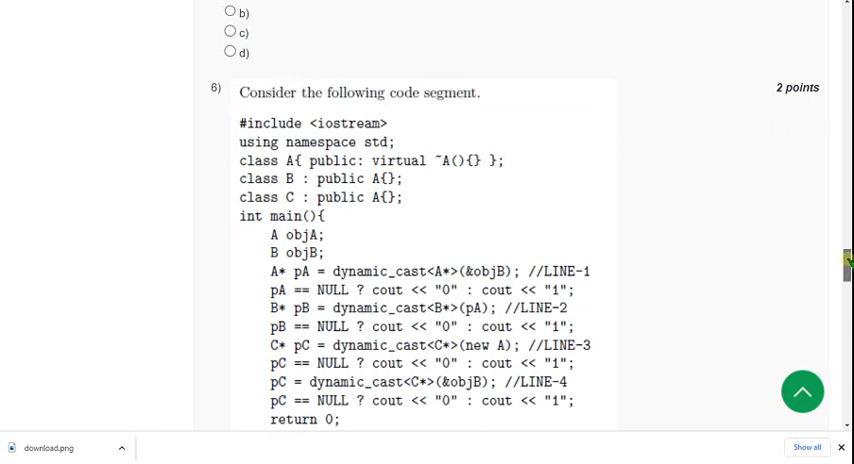 b)
c)
d)
6) Consider the following code segment. 2 points
#include <iostream>
using namespace std;
class A{ public: virtual ~A(){} };
class B : public A{};
class C : public A{};
int main(){
A objA;
B objB;
A* pA = dynamic_cast<A*>(&objB); //LINE-1
pA == NULL ? cout << "0" : cout << "1";
B* pB = dynamic_cast<B*>(pA); //LINE-2
pB == NULL ? cout << "0" : cout << "1";
C* pC = dynamic_cast<C*>(new A); //LINE-3
pC == NULL ? cout << "0" : cout << "1";
pC = dynamic_cast<C*>(&objB); //LINE-4
pC == NULL ? cout << "0" : cout << "1";
return 0;
download.png
Show all